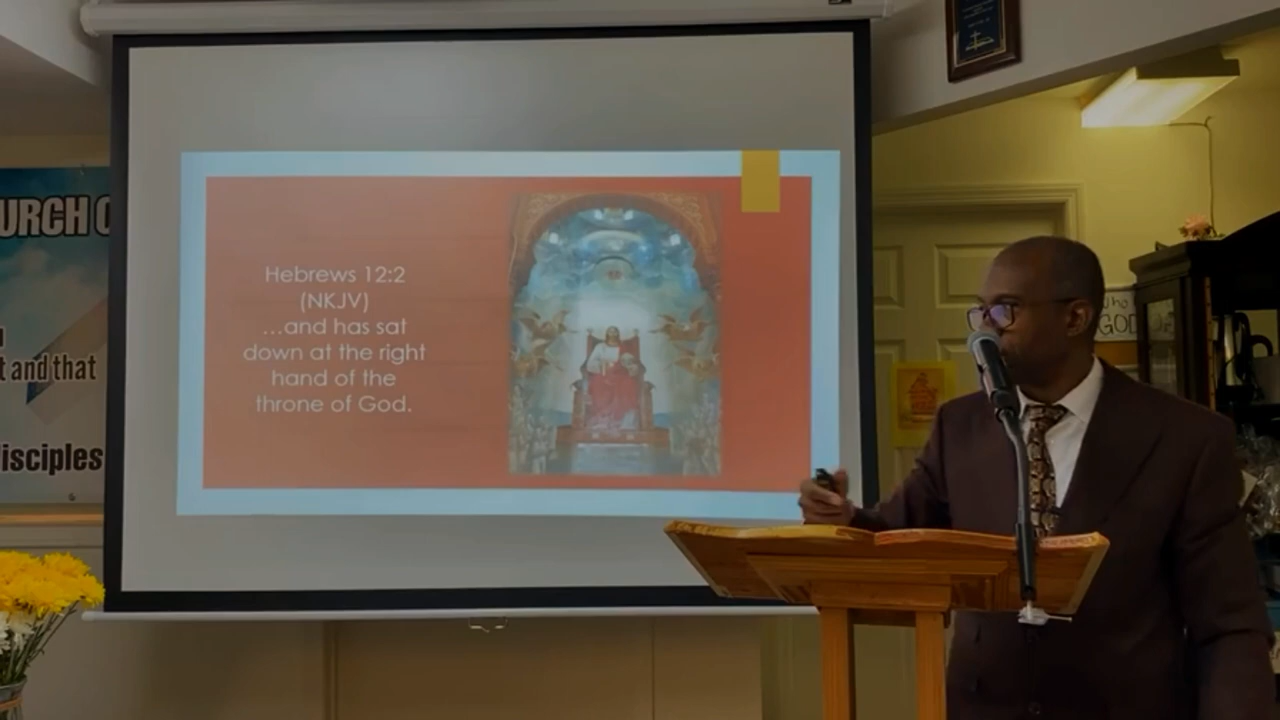 URCH
Hebrews 12:2
(NKJV)
...and has sat
down at the right
hand of the
throne of God.
t and that
isciples
GOD